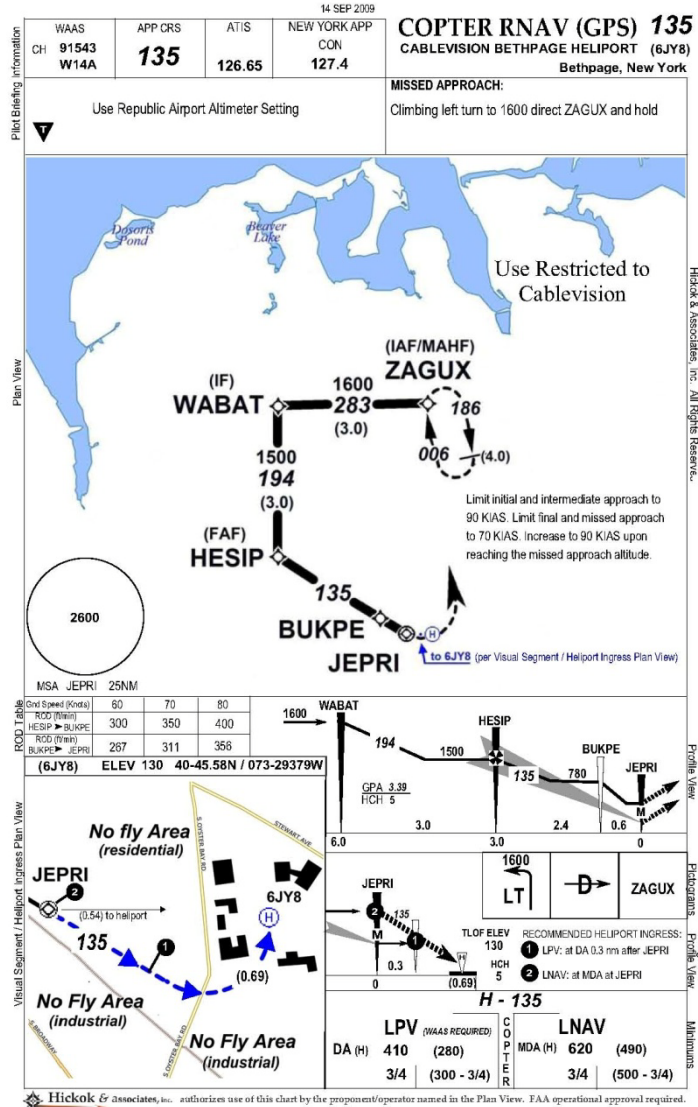 14 SEP 2009
WAAS
CH 91543
W14A
APP CRS
135
ATIS
126.65
NEW YORK APP
CON
127.4
COPTER RNAV (GPS) 135
CABLEVISION BETHPAGE HELIPORT (6JY8)
Bethpage, New York
Pilot Briefing Information
Use Republic Airport Altimeter Setting
T
MISSED APPROACH:
Climbing left turn to 1600 direct ZAGUX and hold
Plan View
Dosoris
Pond
Beaver
Lake
Use Restricted to
Cablevision
Hickok & Associates, Inc. All Rights Reserve
(IAF/MAHF)
ZAGUX
(IF)
WABAT
1600
283
(3.0)
186
006
(4.0)
1500
194
(3.0)
Limit initial and intermediate approach to
90 KIAS. Limit final and missed approach
to 70 KIAS. Increase to 90 KIAS upon
reaching the missed approach altitude.
(FAF)
HESIP
135
BUKPE
H
JEPRI
to 6JY8 (per Visual Segment / Heliport Ingress Plan View)
2600
MSA JEPRI 25NM
ROD Table
Gnd Speed (Knots) 60 70 80
ROD (ft/min)
HESIP BUKPE 300 350 400
ROD (ft/min)
BUKPE JEPRI 267 311 356
Profile View
WABAT
1600
194
HESIP
1500
135
BUKPE
780
JEPRI
M
GPA 3.39
HCH 5
3.0 2.4 0.6
6.0 3.0 0
(6JY8) ELEV 130 40-45.58N / 073-29379W
Visual Segment / Heliport Ingress Plan View
No fly Area
(residential)
S.OYSTER BAY RD.
STEWART AVE
JEPRI
2
(0.54) to heliport
6JY8
H
135
1
(0.69)
No Fly Area
(industrial)
No Fly Area
(industrial)
S.BROADWAY
S.OYSTER BAY RD
Pictograms
1600
LT
D
ZAGUX
Profile View
JEPRI
2
135
M
1
0.3
0
H
(0.69)
TLOF ELEV
130
HCH
5
RECOMMENDED HELIPORT INGRESS:
1 LPV: at DA 0.3 nm after JEPRI
2 LNAV: at MDA at JEPRI
Minimums
H - 135
LPV (WAAS REQUIRED)
DA (H) 410 (280)
3/4 (300 - 3/4)
COPTER
LNAV
MDA (H) 620 (490)
3/4 (500 - 3/4)
Hickok & Associates, Inc. authorizes use of this chart by the proponent/operator named in the Plan View. FAA operational approval required.